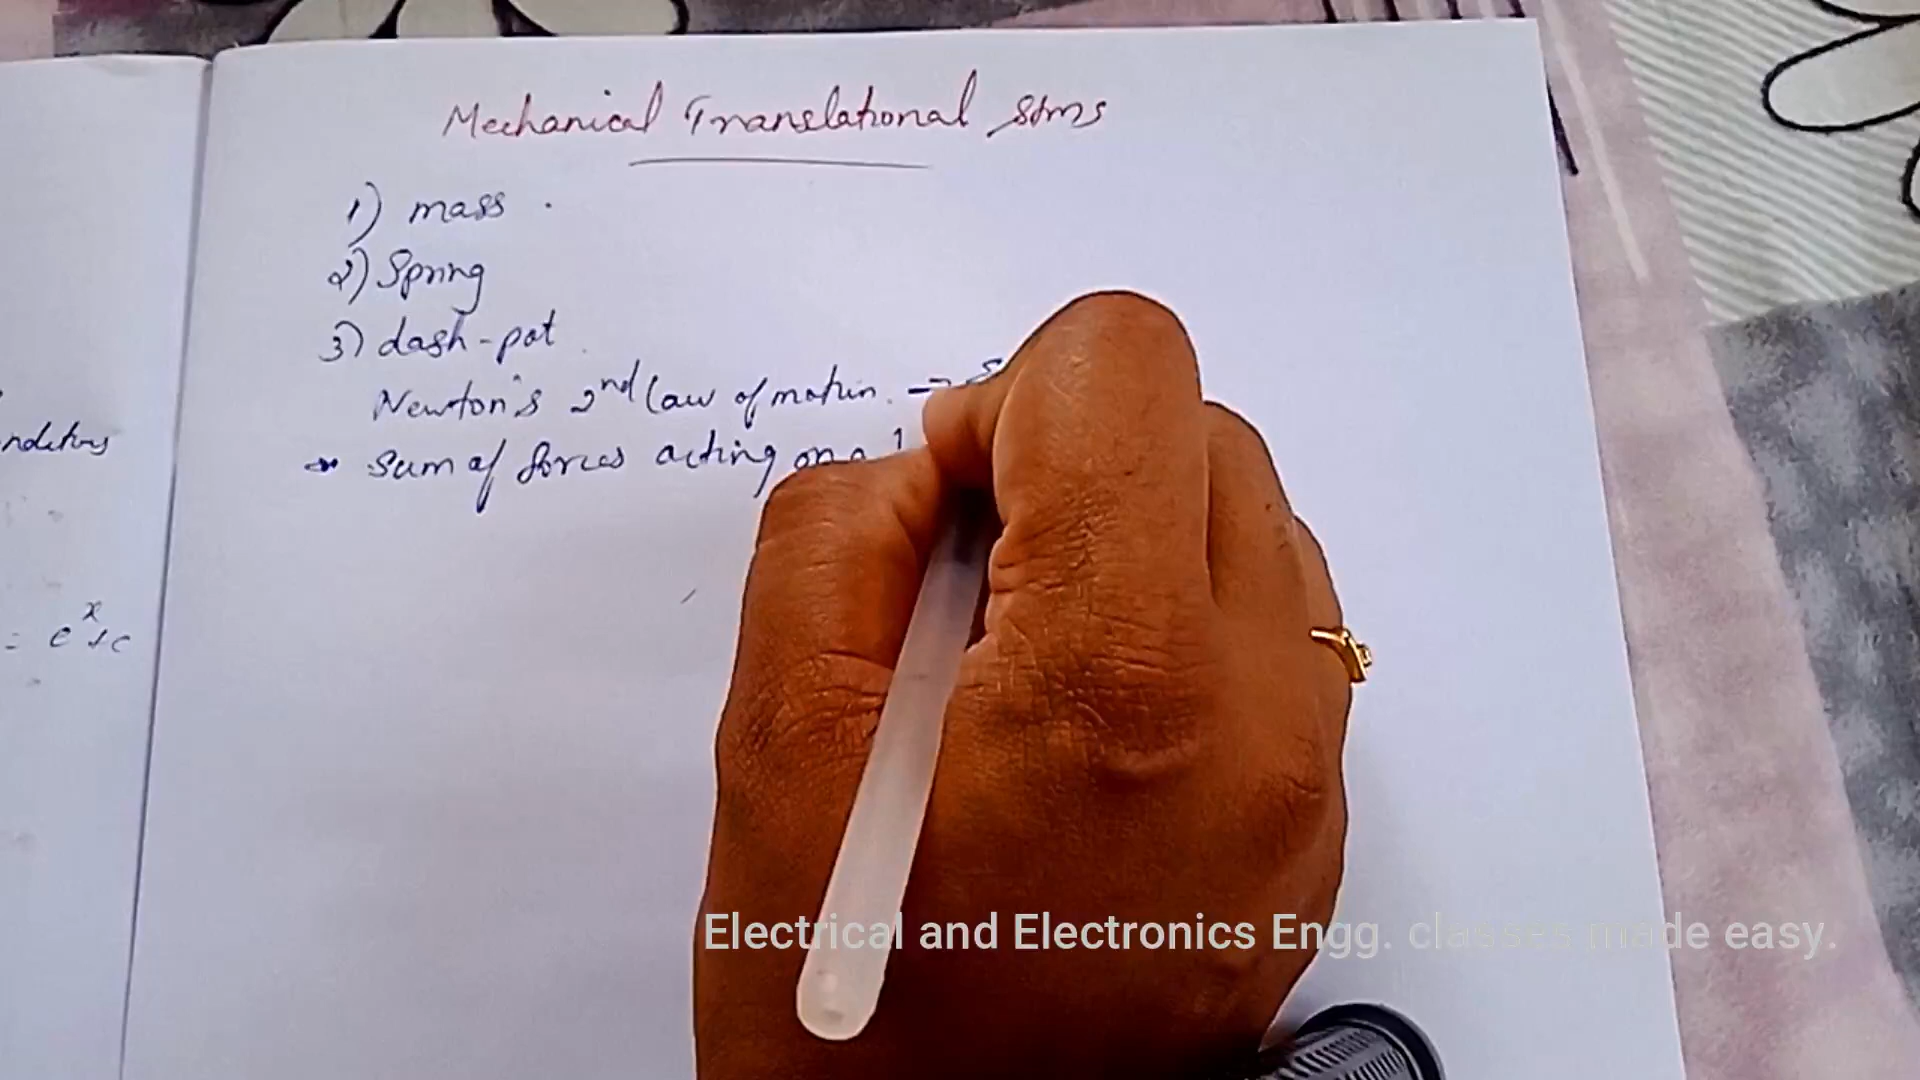 Mechanical Translational Stms
1) mass .
2) Spring
3) dash-pot
Newton's 2nd law of motion. →
→ Sum of forces acting on a
nditions
= e^x + c
Electrical and Electronics Engg. classes made easy.